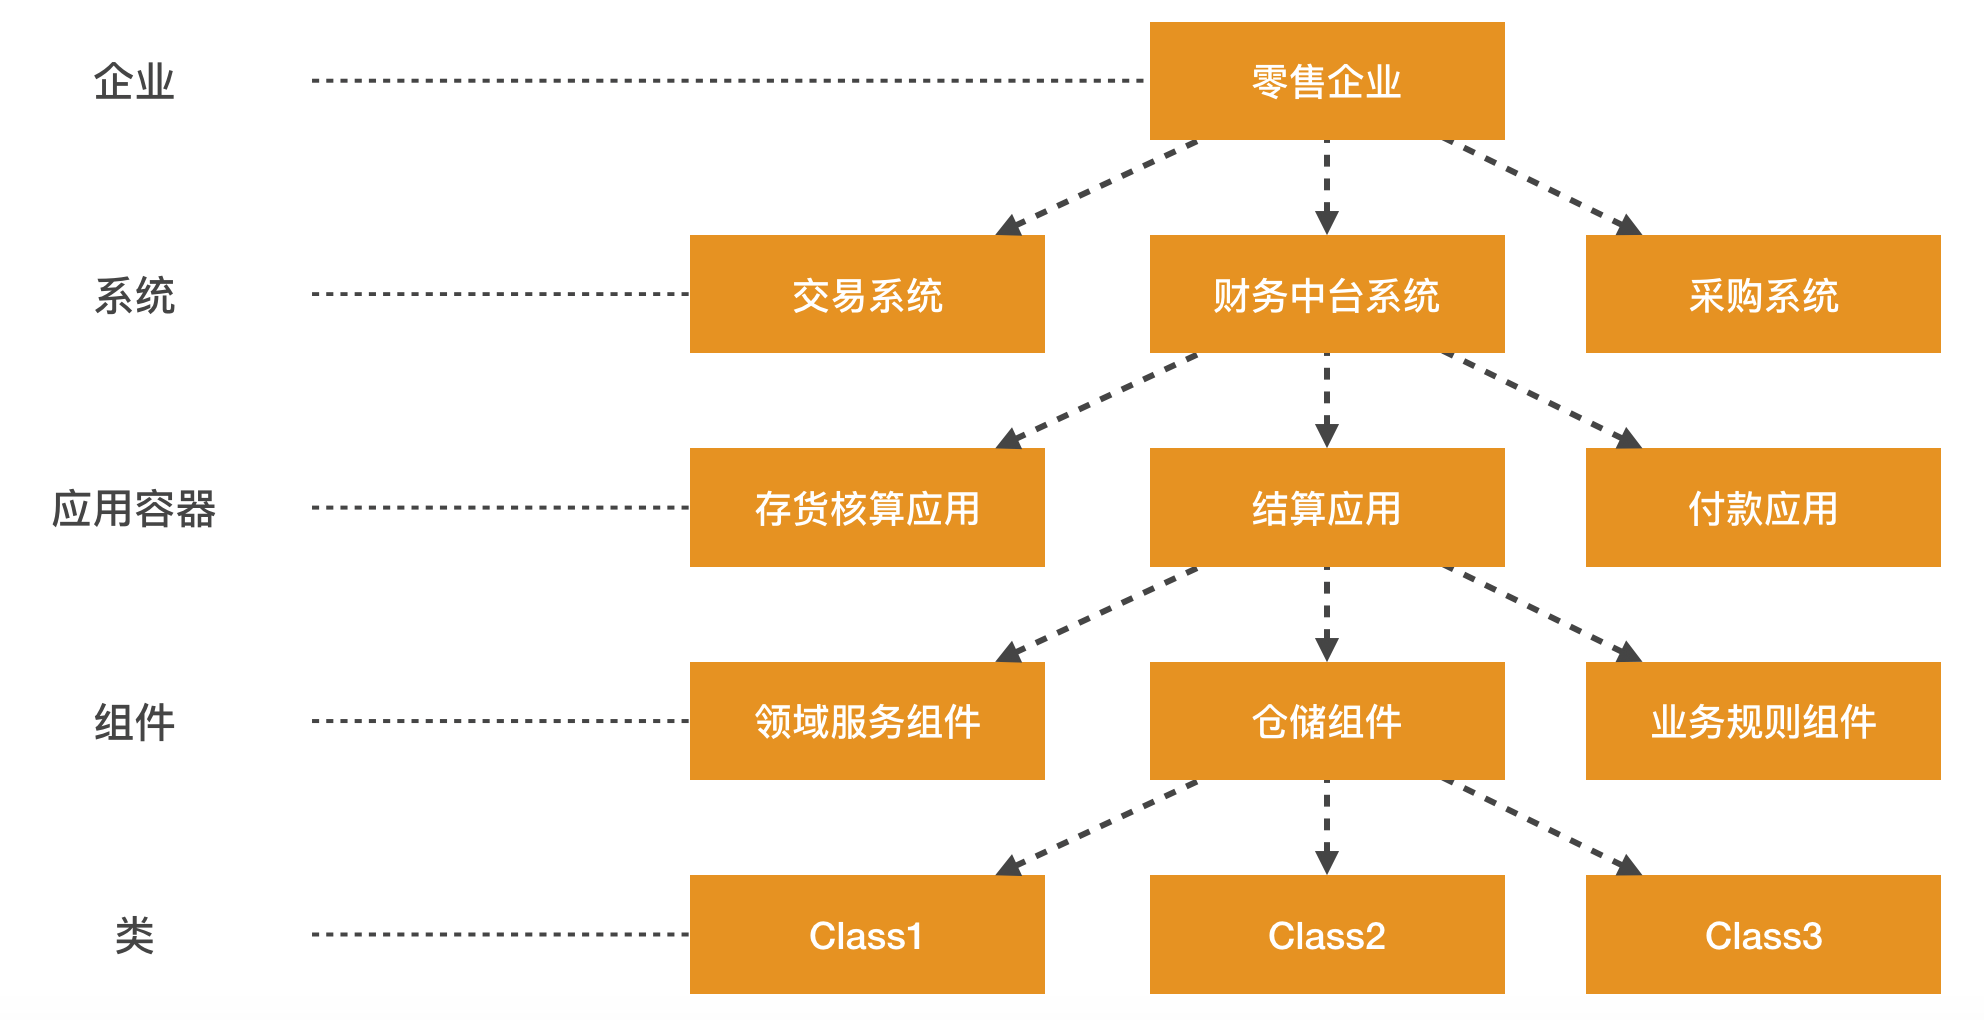 企业
零售企业
系统
交易系统
财务中台系统
采购系统
应用容器
存货核算应用
结算应用
付款应用
组件
领域服务组件
仓储组件
业务规则组件
类
Class1
Class2
Class3